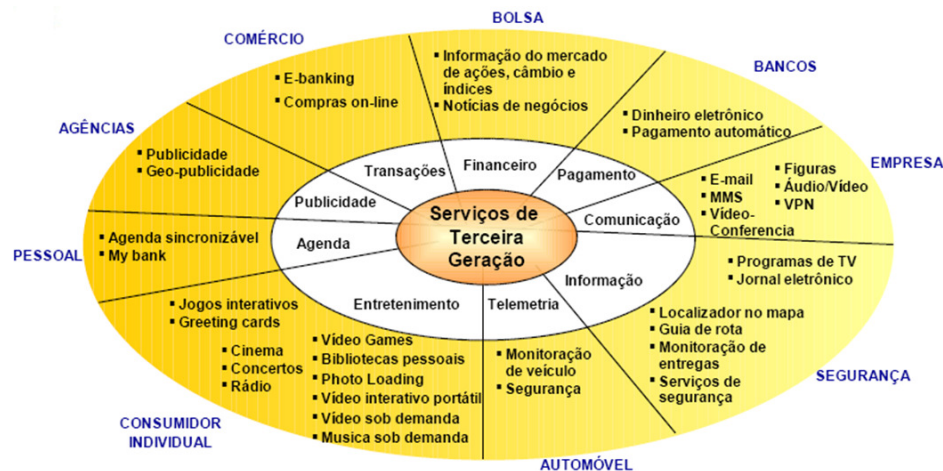 BOLSA
COMÉRCIO
BANCOS
AGÊNCIAS
EMPRESA
PESSOAL
SEGURANÇA
CONSUMIDOR
INDIVIDUAL
AUTOMÓVEL
▪ E-banking
▪ Compras on-line
▪ Informação do mercado
de ações, câmbio e
índices
▪ Notícias de negócios
▪ Dinheiro eletrônico
▪ Pagamento automático
▪ Publicidade
▪ Geo-publicidade
▪ E-mail
▪ MMS
▪ Vídeo-
Conferencia
▪ Figuras
▪ Áudio/Vídeo
▪ VPN
▪ Agenda sincronizável
▪ My bank
▪ Programas de TV
▪ Jornal eletrônico
▪ Localizador no mapa
▪ Guia de rota
▪ Monitoração de
entregas
▪ Serviços de
segurança
▪ Jogos interativos
▪ Greeting cards
▪ Cinema
▪ Concertos
▪ Rádio
▪ Vídeo Games
▪ Bibliotecas pessoais
▪ Photo Loading
▪ Vídeo interativo portátil
▪ Vídeo sob demanda
▪ Musica sob demanda
▪ Monitoração
de veículo
▪ Segurança
Transações
Financeiro
Pagamento
Publicidade
Comunicação
Agenda
Informação
Entretenimento
Telemetria
Serviços de
Terceira
Geração